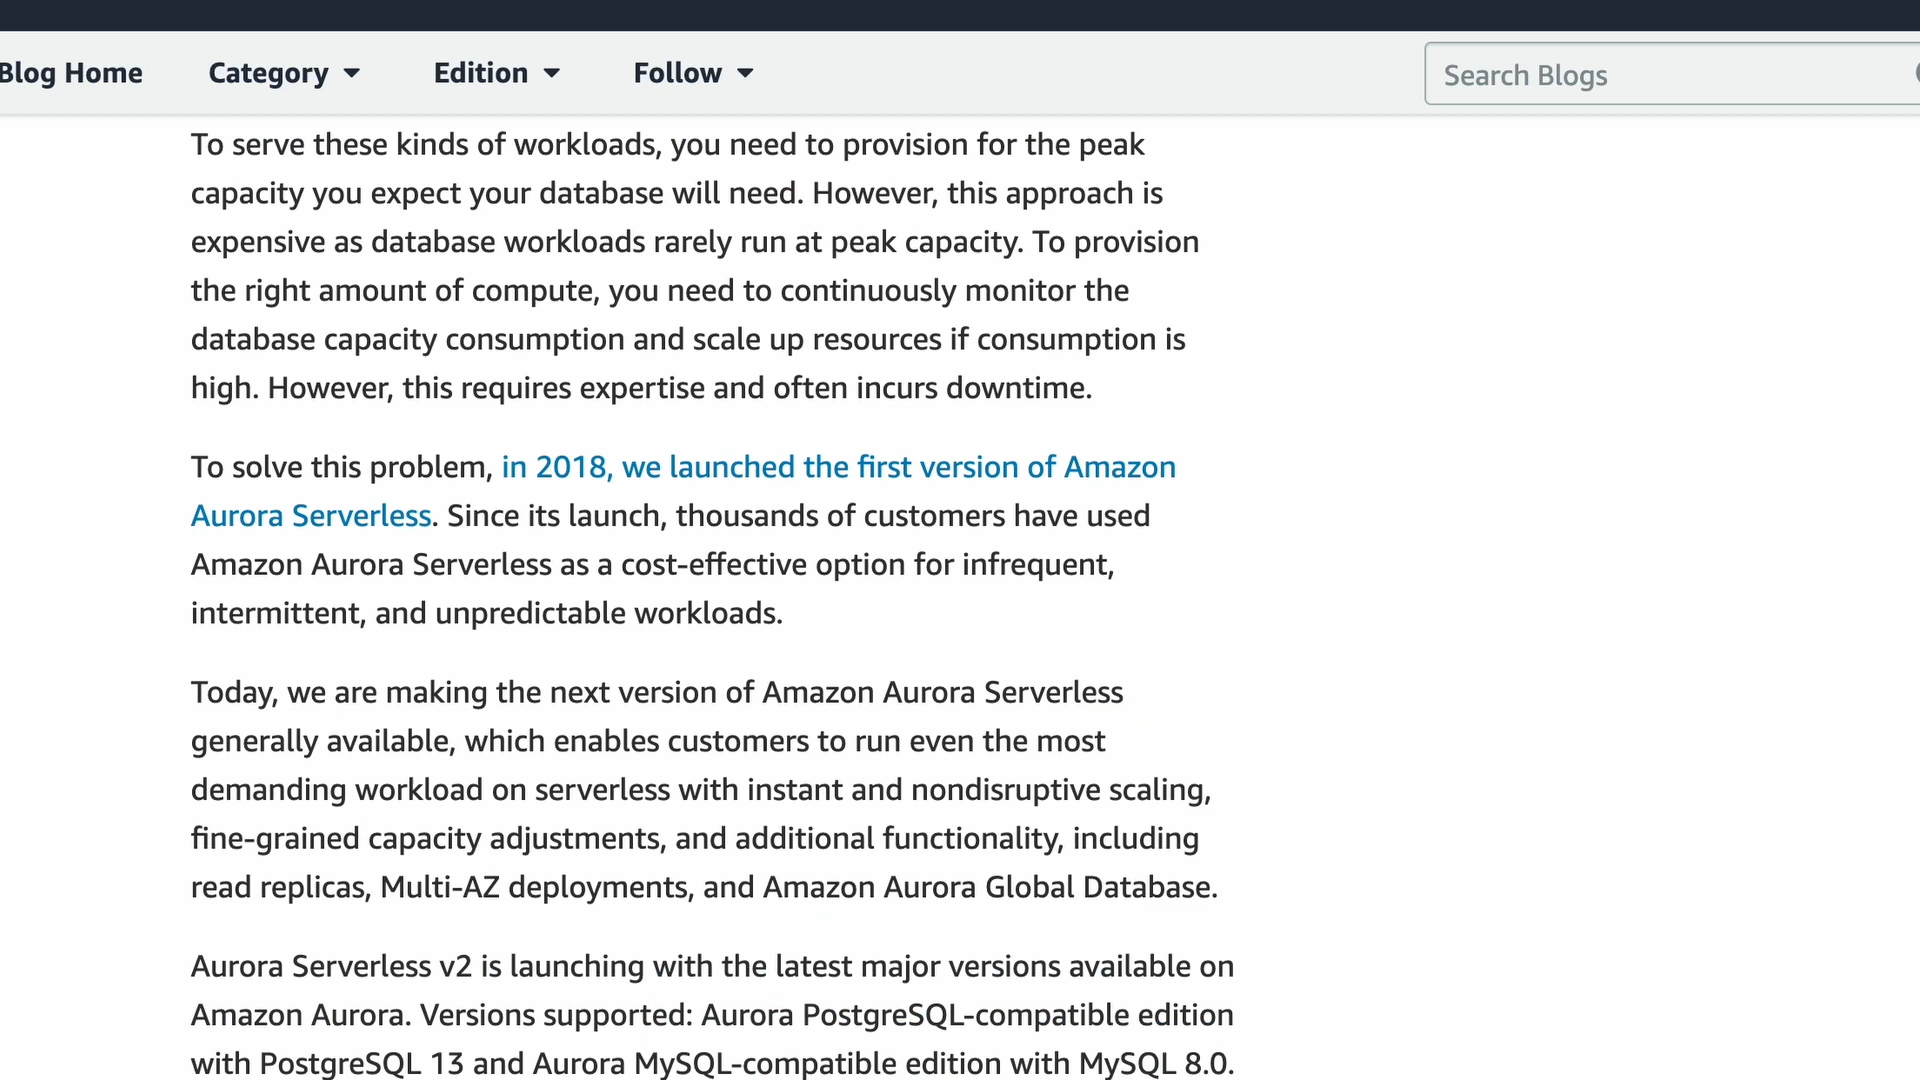 Blog Home Category Edition Follow Search Blogs
To serve these kinds of workloads, you need to provision for the peak
capacity you expect your database will need. However, this approach is
expensive as database workloads rarely run at peak capacity. To provision
the right amount of compute, you need to continuously monitor the
database capacity consumption and scale up resources if consumption is
high. However, this requires expertise and often incurs downtime.
To solve this problem, in 2018, we launched the first version of Amazon
Aurora Serverless. Since its launch, thousands of customers have used
Amazon Aurora Serverless as a cost-effective option for infrequent,
intermittent, and unpredictable workloads.
Today, we are making the next version of Amazon Aurora Serverless
generally available, which enables customers to run even the most
demanding workload on serverless with instant and nondisruptive scaling,
fine-grained capacity adjustments, and additional functionality, including
read replicas, Multi-AZ deployments, and Amazon Aurora Global Database.
Aurora Serverless v2 is launching with the latest major versions available on
Amazon Aurora. Versions supported: Aurora PostgreSQL-compatible edition
with PostgreSQL 13 and Aurora MySQL-compatible edition with MySQL 8.0.